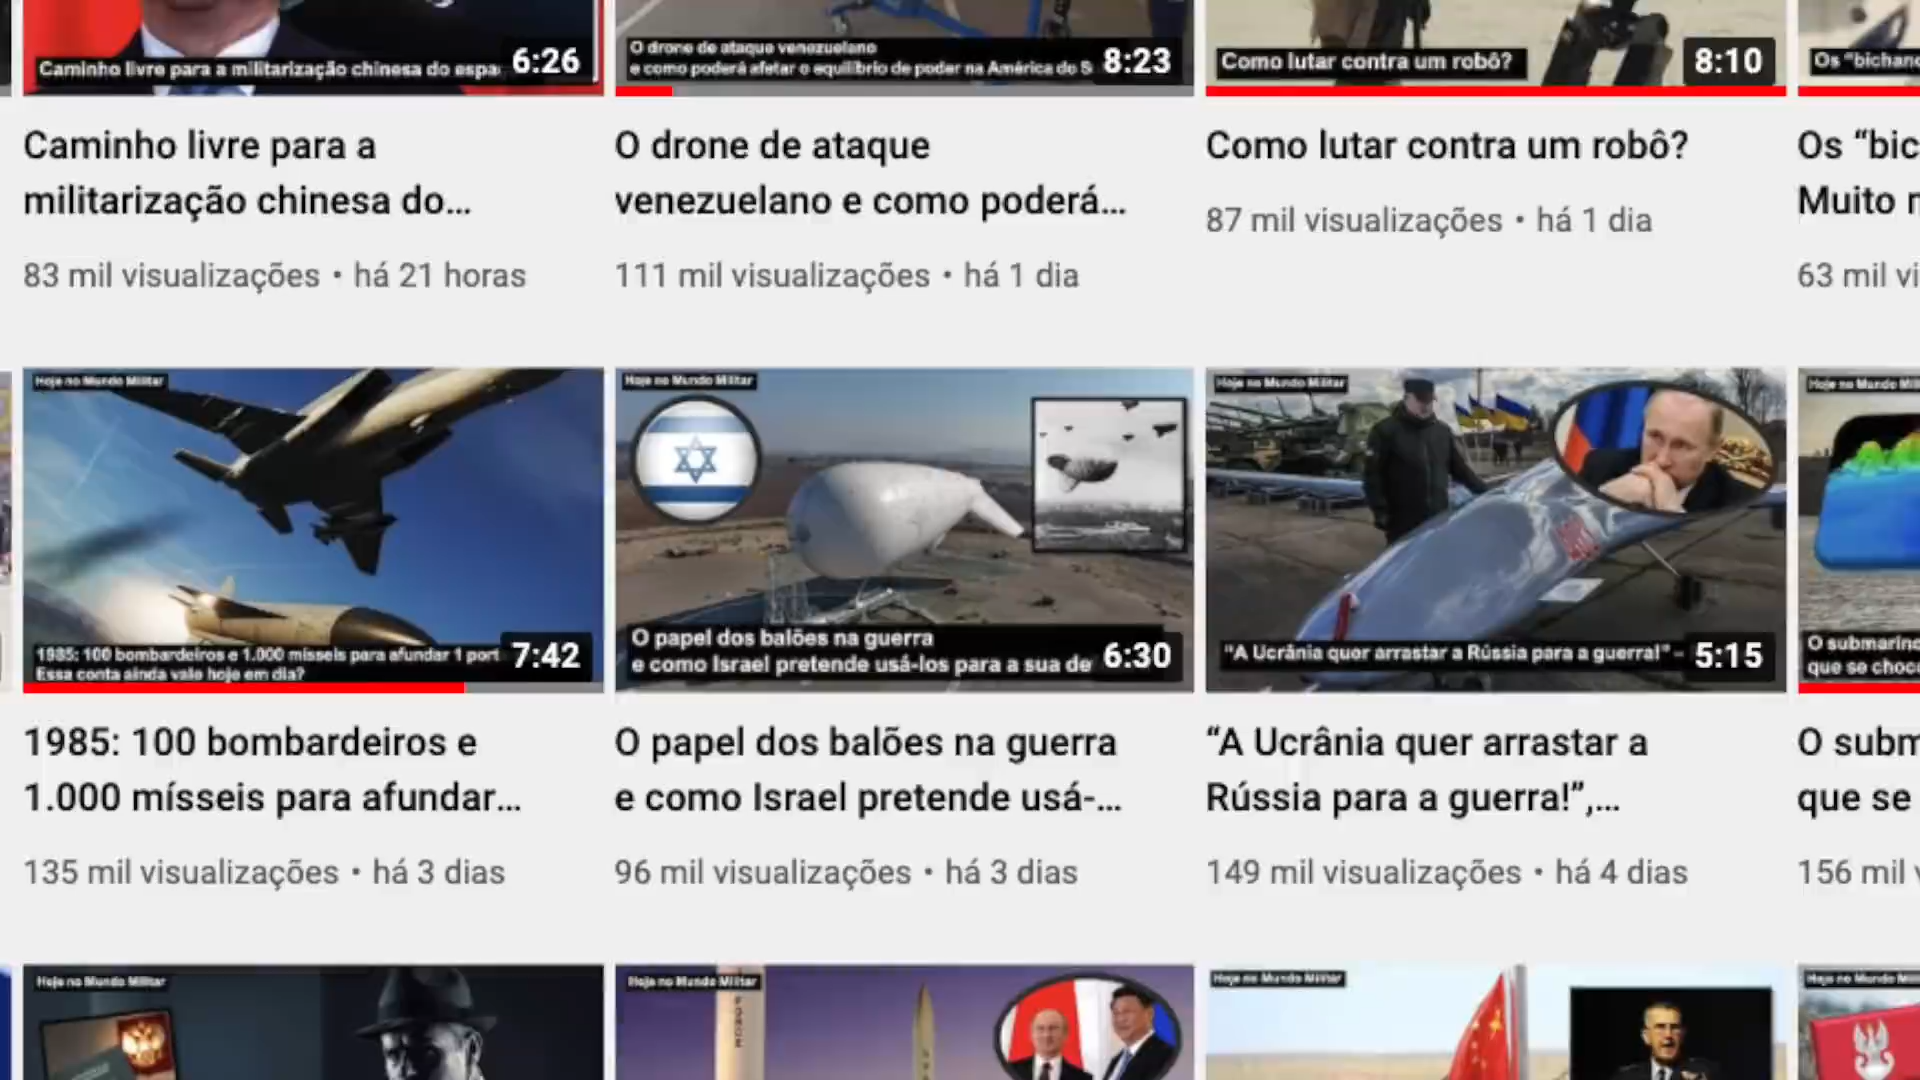 Caminho livre para a militarização chinesa do espa
6:26
O drone de ataque venezuelano
e como poderá afetar o equilíbrio de poder na América do S
8:23
Como lutar contra um robô?
8:10
Os "bichano
Caminho livre para a
militarização chinesa do...
83 mil visualizações • há 21 horas
O drone de ataque
venezuelano e como poderá...
111 mil visualizações • há 1 dia
Como lutar contra um robô?
87 mil visualizações • há 1 dia
Os “bic
Muito
63 mil vi
Hoje no Mundo Militar
1985: 100 bombardeiros e 1.000 mísseis para afundar 1 port
Essa conta ainda vale hoje em dia?
7:42
Hoje no Mundo Militar
O papel dos balões na guerra
e como Israel pretende usá-los para a sua de
6:30
Hoje no Mundo Militar
"A Ucrânia quer arrastar a Rússia para a guerra!" -
5:15
Hoje no Mundo Mili
O submarino
que se choc
1985: 100 bombardeiros e
1.000 mísseis para afundar...
135 mil visualizações • há 3 dias
O papel dos balões na guerra
e como Israel pretende usá-...
96 mil visualizações • há 3 dias
“A Ucrânia quer arrastar a
Rússia para a guerra!”,...
149 mil visualizações • há 4 dias
O subm
que se
156 mil
Hoje no Mundo Militar
Hoje no Mundo Militar
Hoje no Mundo Militar
Hoje no Mundo Mili